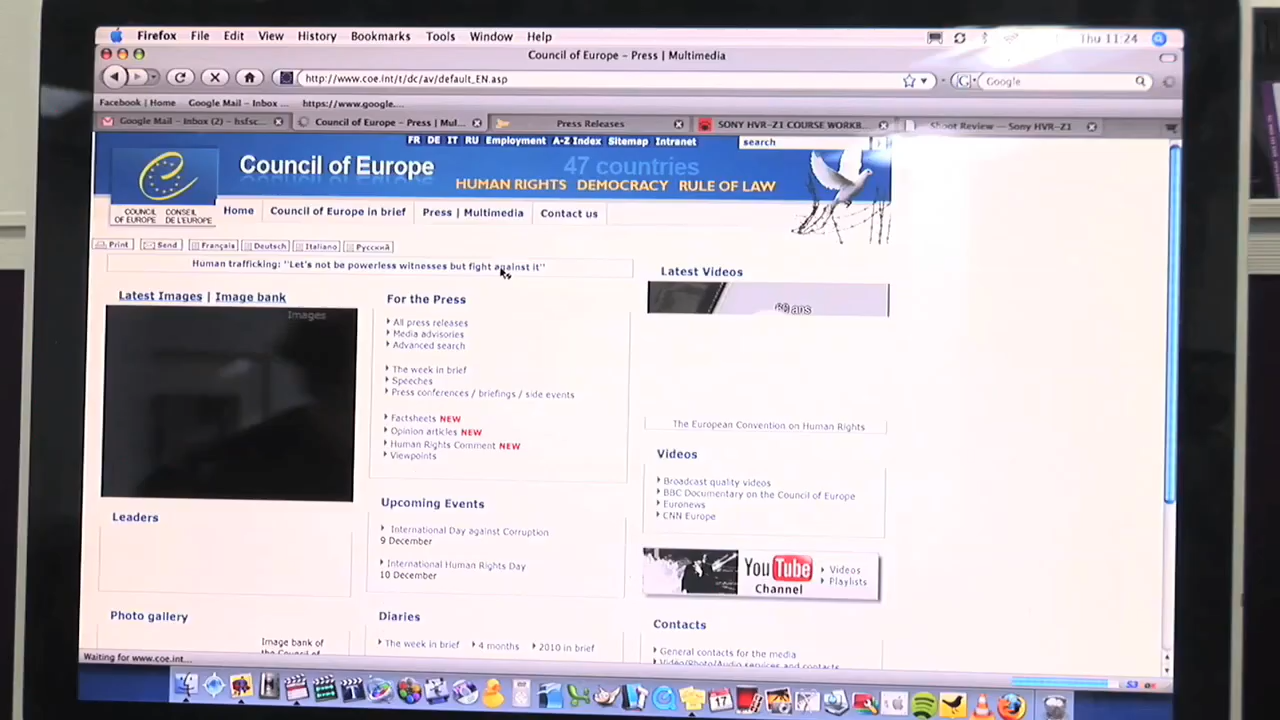 Firefox File Edit View History Bookmarks Tools Window Help
Thu 11:24
Council of Europe – Press | Multimedia
http://www.coe.int/t/dc/av/default_EN.asp
Google
Facebook | Home Google Mail – Inbox ... https://www.google....
Google Mail – Inbox (2) – hsfsc...
Council of Europe – Press | Mul...
Press Releases
SONY HVR-Z1 COURSE WORKB...
Shoot Review — Sony HVR-Z1
FR DE IT RU Employment A-Z Index Sitemap Intranet
search
Council of Europe
47 countries
HUMAN RIGHTS DEMOCRACY RULE OF LAW
COUNCIL OF EUROPE
CONSEIL DE L'EUROPE
Home Council of Europe in brief Press | Multimedia Contact us
Print Send Français Deutsch Italiano Русский
Human trafficking: "Let's not be powerless witnesses but fight against it"
Latest Images | Image bank
Images
Leaders
Photo gallery
Image bank of
the Council of
For the Press
All press releases
Media advisories
Advanced search
The week in brief
Speeches
Press conferences / briefings / side events
Factsheets NEW
Opinion articles NEW
Human Rights Comment NEW
Viewpoints
Upcoming Events
International Day against Corruption
9 December
International Human Rights Day
10 December
Diaries
The week in brief 4 months 2010 in brief
Latest Videos
60 ans
The European Convention on Human Rights
Videos
Broadcast quality videos
BBC Documentary on the Council of Europe
Euronews
CNN Europe
YouTube
Channel
Videos
Playlists
Contacts
General contacts for the media
Video/Photo/Audio services and contacts
Waiting for www.coe.int...
S3
17